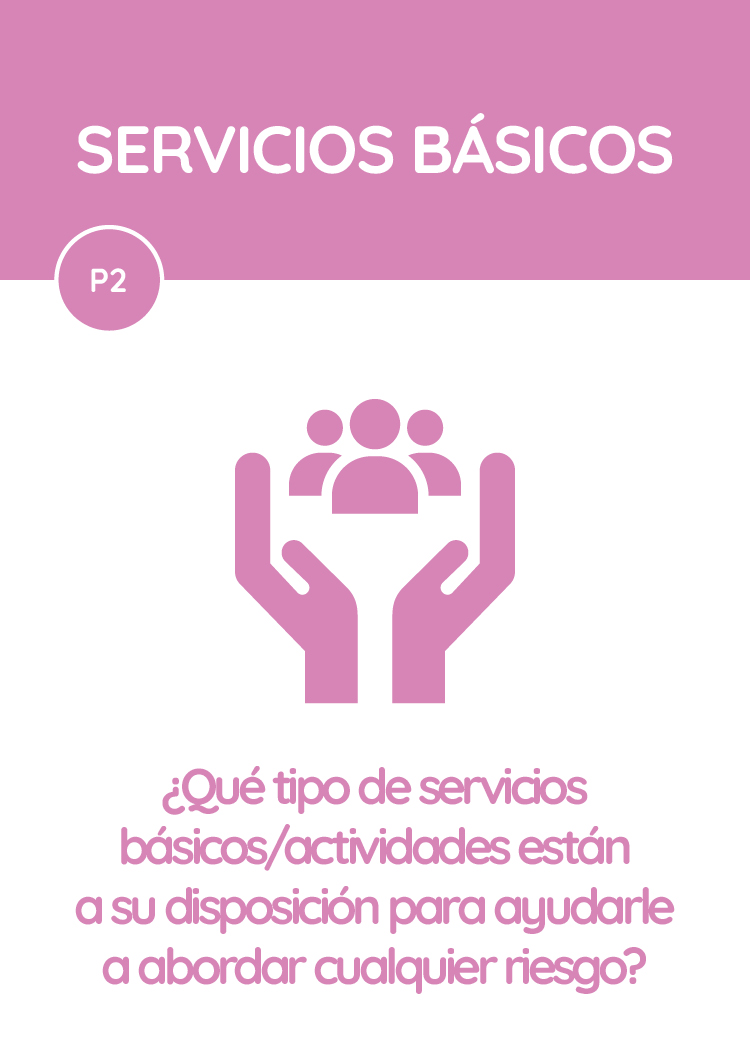 SERVICIOS BÁSICOS
P2
¿Qué tipo de servicios
básicos/actividades están
a su disposición para ayudarle
a abordar cualquier riesgo?